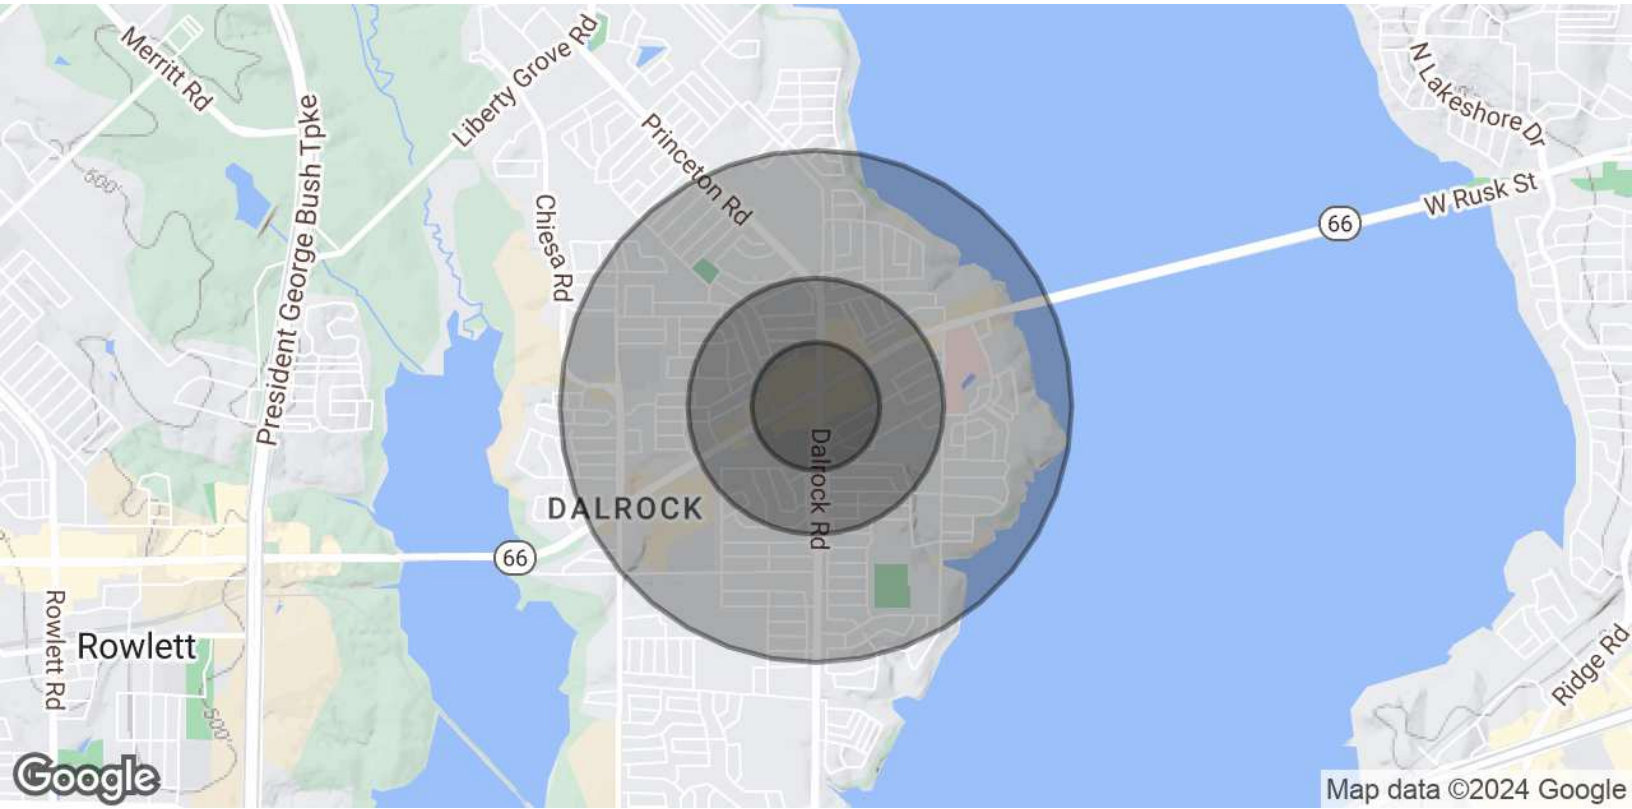 Merritt Rd
Liberty Grove Rd
N Lakeshore Dr
Princeton Rd
500'
President George Bush Tpke
Chiesa Rd
W Rusk St
66
Dalrock Rd
DALROCK
66
Rowlett Rd
Rowlett
Ridge Rd
500'
Google
Map data ©2024 Google